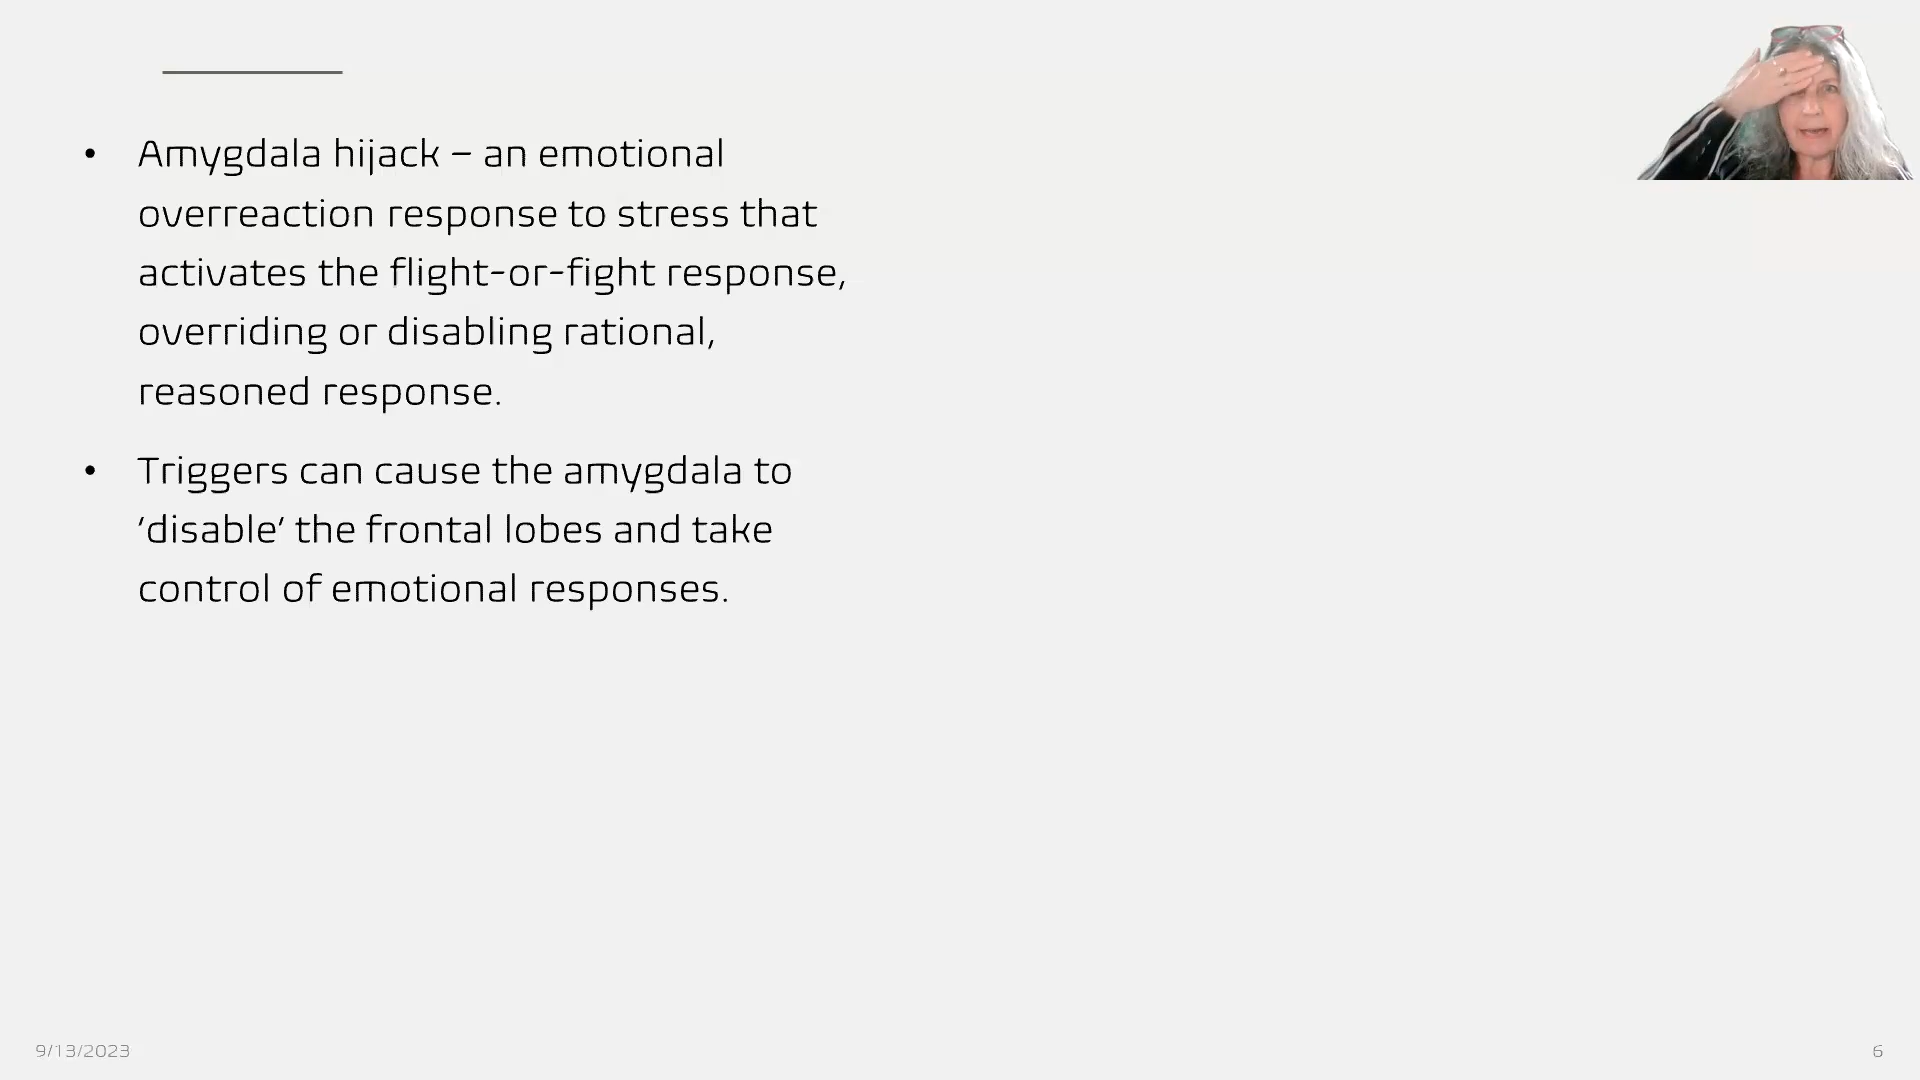 • Amygdala hijack – an emotional
overreaction response to stress that
activates the flight-or-fight response,
overriding or disabling rational,
reasoned response.
• Triggers can cause the amygdala to
‘disable’ the frontal lobes and take
control of emotional responses.
9/13/2023
6